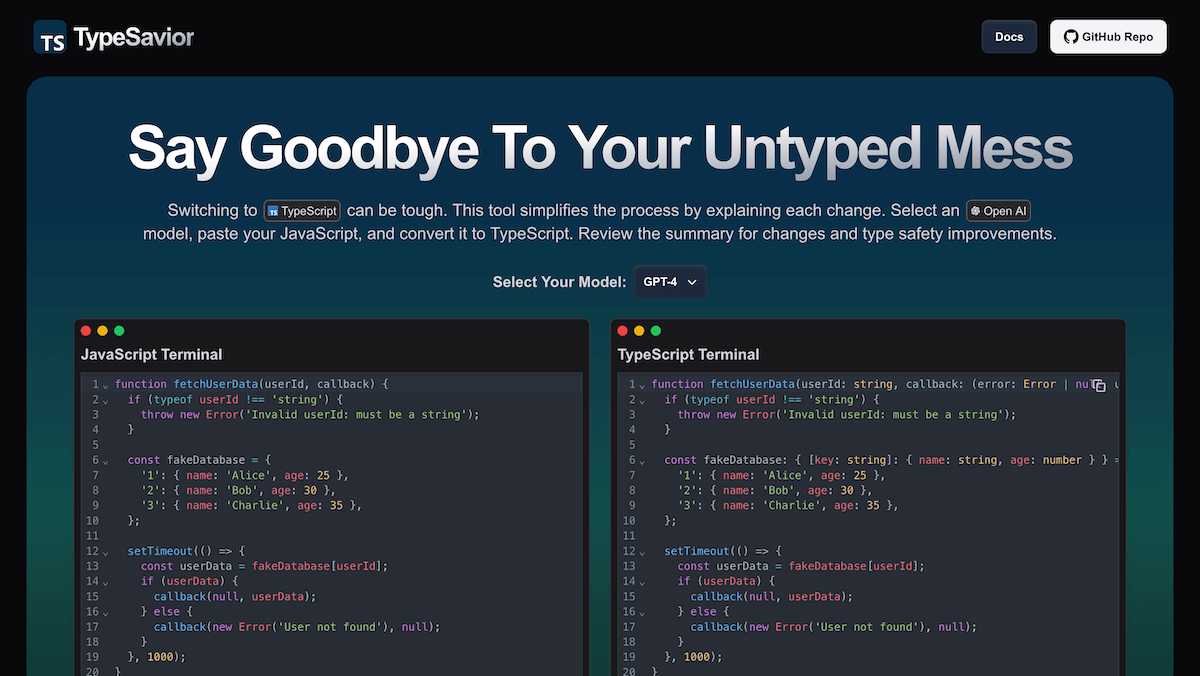 TS TypeSavior
Docs
GitHub Repo
Say Goodbye To Your Untyped Mess
Switching to TS TypeScript can be tough. This tool simplifies the process by explaining each change. Select an Open AI
model, paste your JavaScript, and convert it to TypeScript. Review the summary for changes and type safety improvements.
Select Your Model: GPT-4
JavaScript Terminal
1 function fetchUserData(userId, callback) {
2 if (typeof userId !== 'string') {
3 throw new Error('Invalid userId: must be a string');
4 }
5
6 const fakeDatabase = {
7 '1': { name: 'Alice', age: 25 },
8 '2': { name: 'Bob', age: 30 },
9 '3': { name: 'Charlie', age: 35 },
10 };
11
12 setTimeout(() => {
13 const userData = fakeDatabase[userId];
14 if (userData) {
15 callback(null, userData);
16 } else {
17 callback(new Error('User not found'), null);
18 }
19 }, 1000);
20 }
TypeScript Terminal
1 function fetchUserData(userId: string, callback: (error: Error |
2 if (typeof userId !== 'string') {
3 throw new Error('Invalid userId: must be a string');
4 }
5
6 const fakeDatabase: { [key: string]: { name: string, age: number } } =
7 '1': { name: 'Alice', age: 25 },
8 '2': { name: 'Bob', age: 30 },
9 '3': { name: 'Charlie', age: 35 },
10 };
11
12 setTimeout(() => {
13 const userData = fakeDatabase[userId];
14 if (userData) {
15 callback(null, userData);
16 } else {
17 callback(new Error('User not found'), null);
18 }
19 }, 1000);
20 }